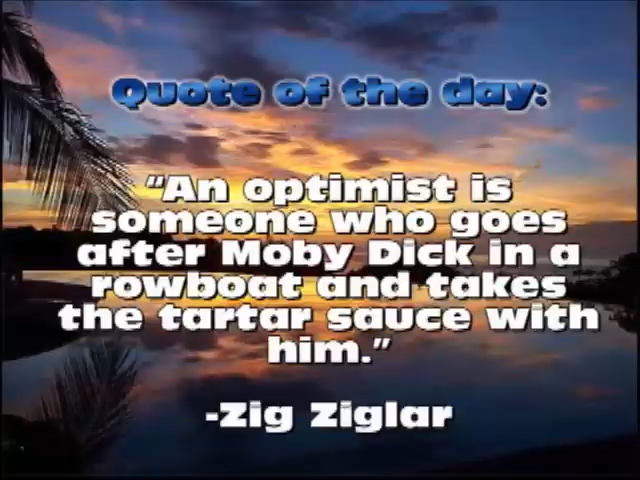 Quote of the day:
“An optimist is
someone who goes
after Moby Dick in a
rowboat and takes
the tartar sauce with
him.”
-Zig Ziglar